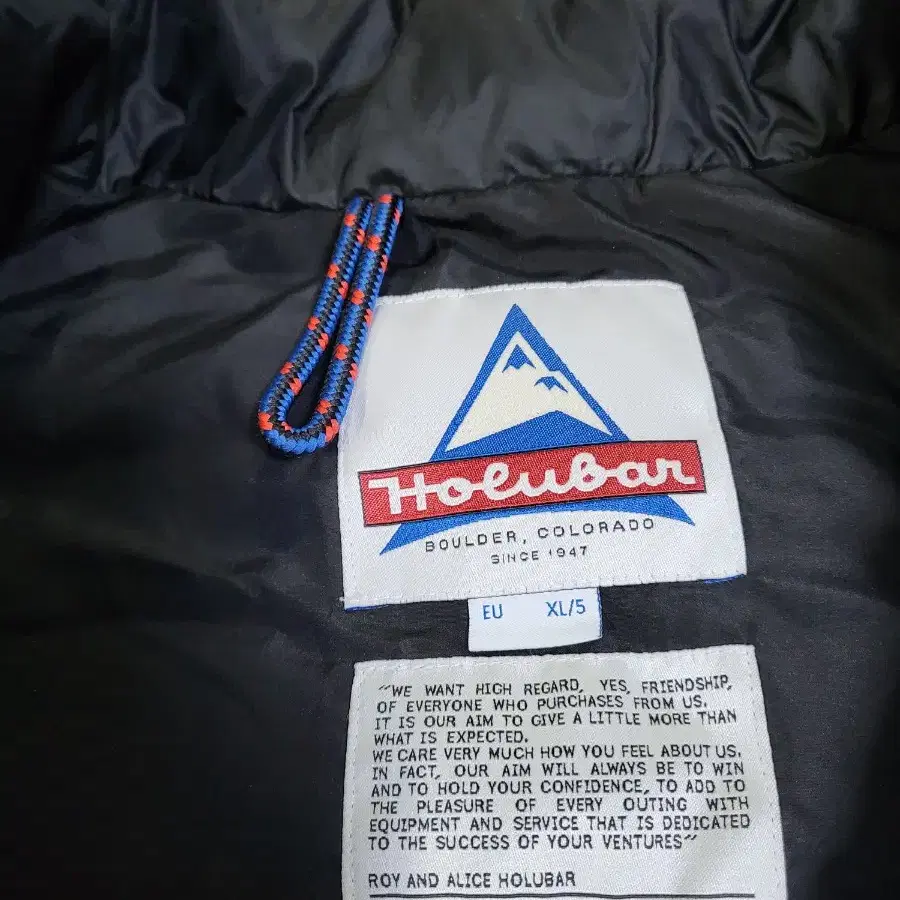 Holubar
BOULDER, COLORADO
SINCE 1947
EU XL/5
"WE WANT HIGH REGARD, YES, FRIENDSHIP,
OF EVERYONE WHO PURCHASES FROM US.
IT IS OUR AIM TO GIVE A LITTLE MORE THAN
WHAT IS EXPECTED.
WE CARE VERY MUCH HOW YOU FEEL ABOUT US.
IN FACT, OUR AIM WILL ALWAYS BE TO WIN
AND TO HOLD YOUR CONFIDENCE, TO ADD TO
THE PLEASURE OF EVERY OUTING WITH
EQUIPMENT AND SERVICE THAT IS DEDICATED
TO THE SUCCESS OF YOUR VENTURES"
ROY AND ALICE HOLUBAR